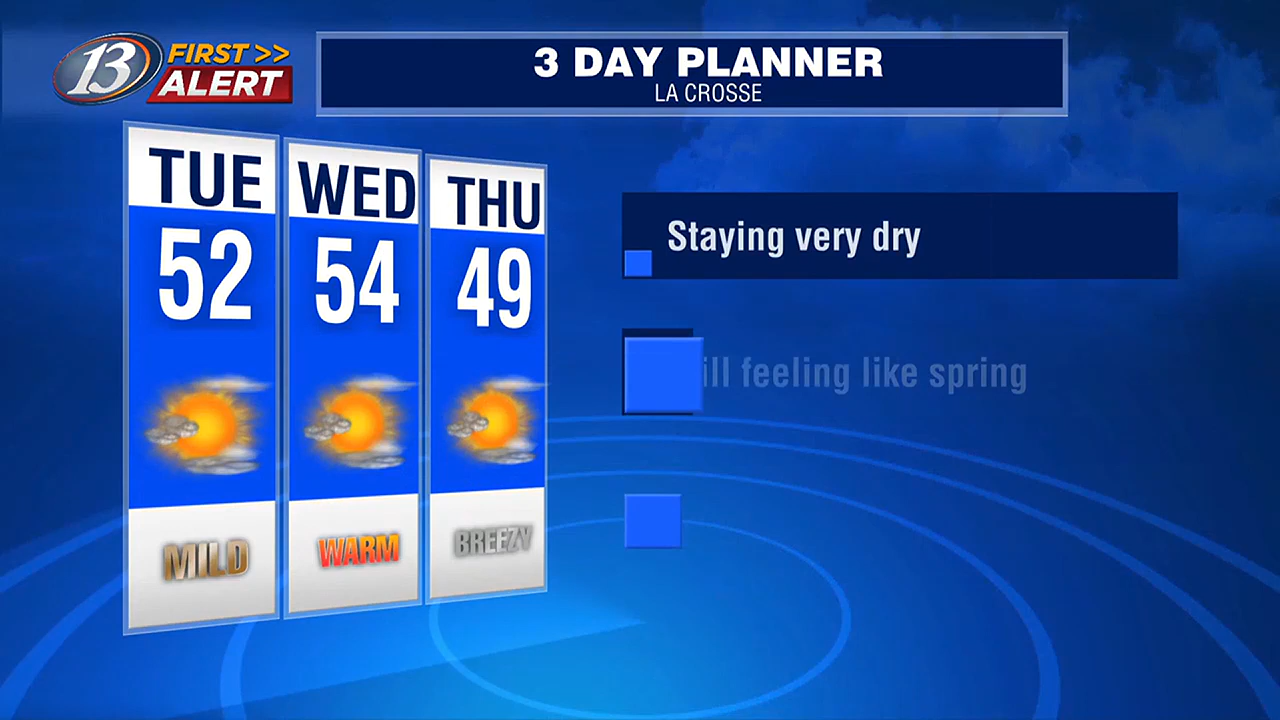 13 FIRST >>
ALERT
3 DAY PLANNER
LA CROSSE
TUE
52
MILD
WED
54
WARM
THU
49
BREEZY
Staying very dry
feeling like spring